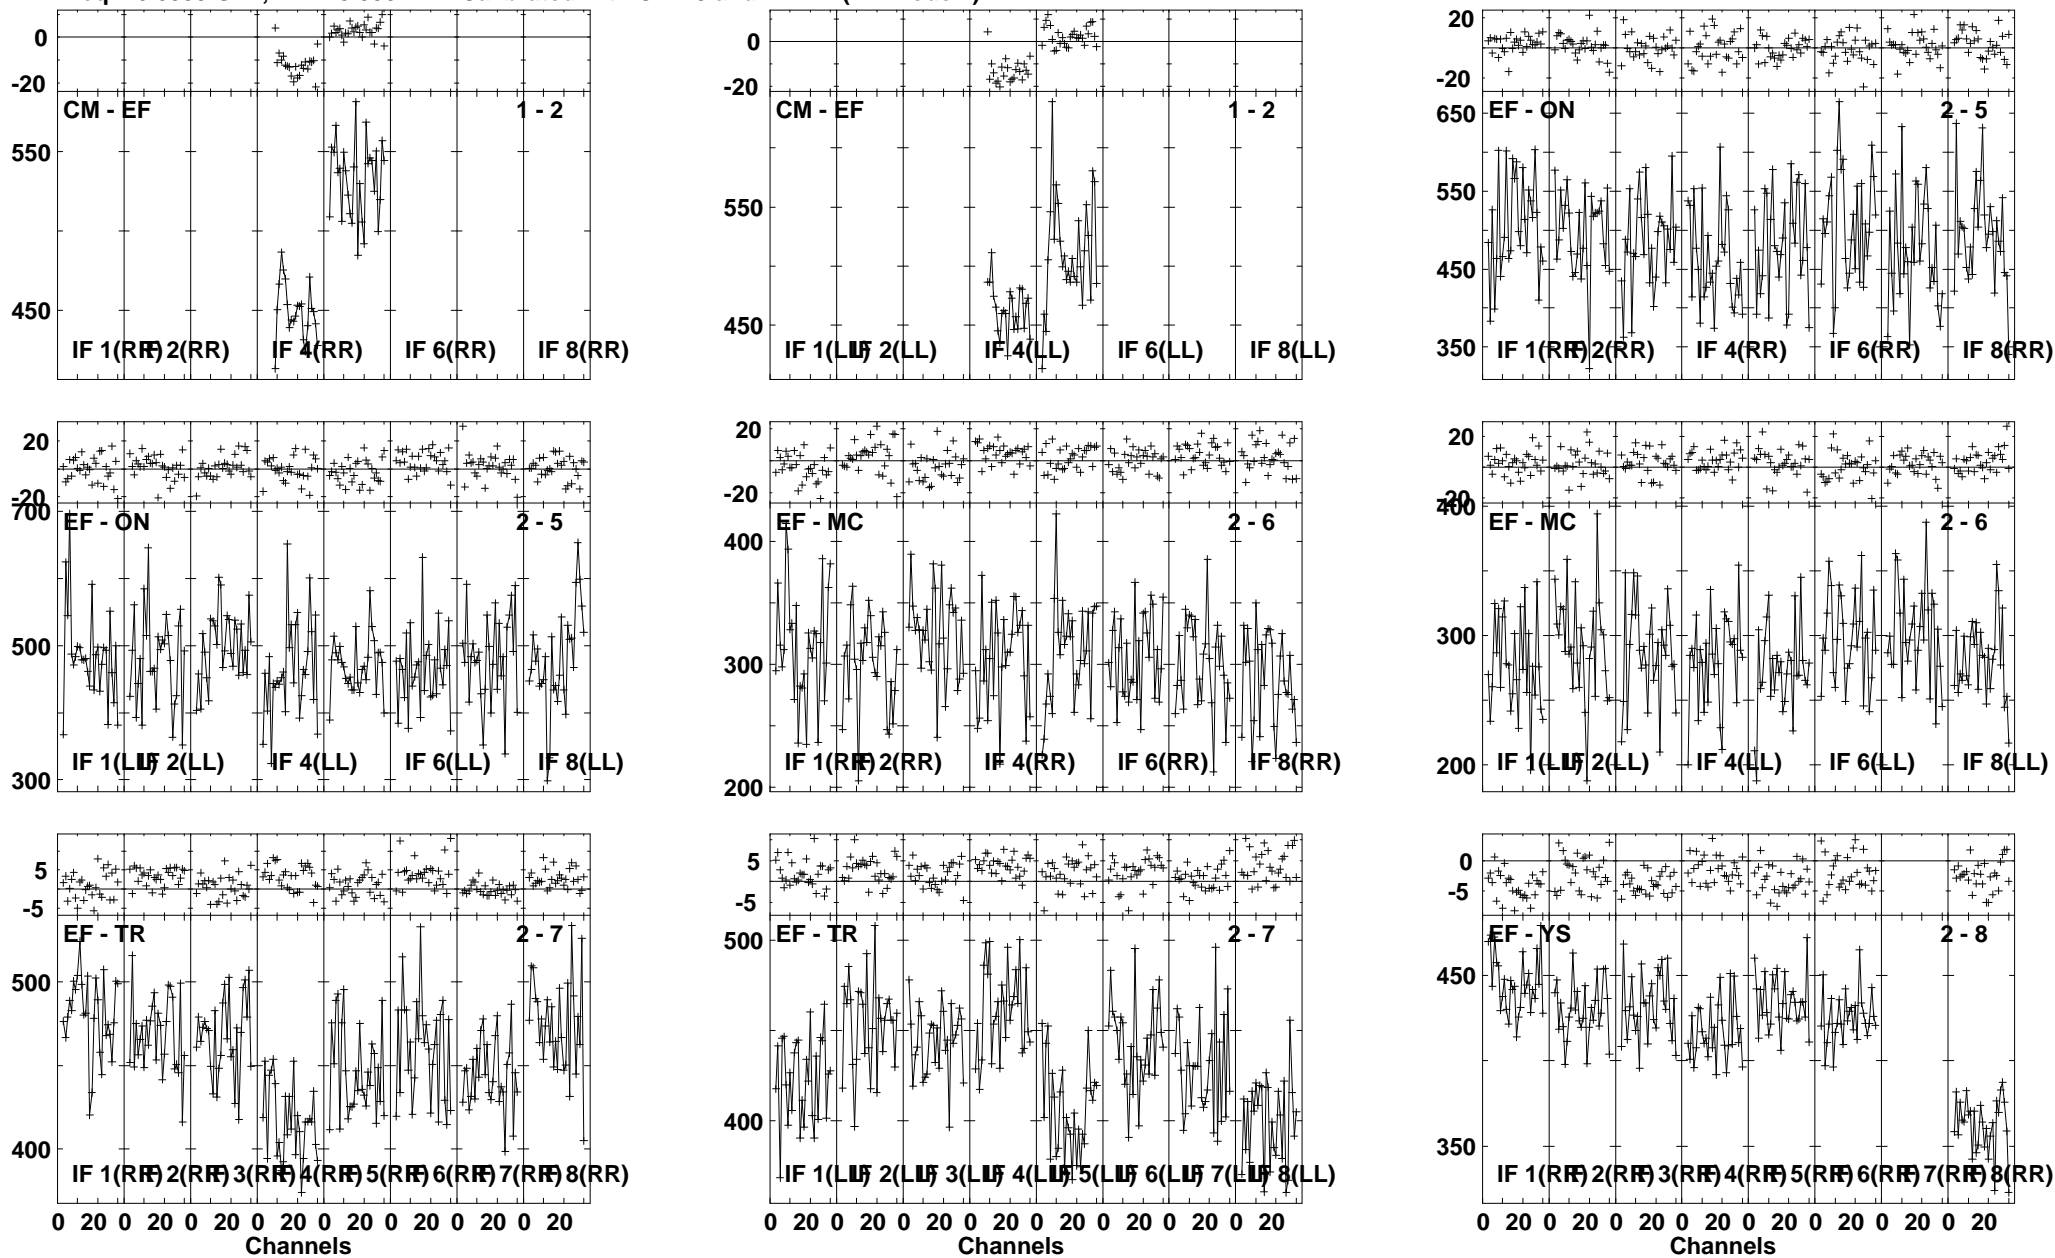 0
-20
CM - EF 1 - 2
550
450
IF 1(RR) IF 2(RR) IF 4(RR) IF 6(RR) IF 8(RR)
0
-20
CM - EF 1 - 2
550
450
IF 1(LL) IF 2(LL) IF 4(LL) IF 6(LL) IF 8(LL)
20
0
-20
650
EF - ON 2 - 5
550
450
350
IF 1(RR) IF 2(RR) IF 4(RR) IF 6(RR) IF 8(RR)
20
0
-20
700
EF - ON 2 - 5
500
300
IF 1(LL) IF 2(LL) IF 4(LL) IF 6(LL) IF 8(LL)
20
0
-20
EF - MC 2 - 6
400
300
200
IF 1(RR) IF 2(RR) IF 4(RR) IF 6(RR) IF 8(RR)
20
0
-20
400
EF - MC 2 - 6
300
200
IF 1(LL) IF 2(LL) IF 4(LL) IF 6(LL) IF 8(LL)
5
-5
EF - TR 2 - 7
500
400
IF 1(RR) IF 2(RR) IF 3(RR) IF 4(RR) IF 5(RR) IF 6(RR) IF 7(RR) IF 8(RR)
0 20 0 20 0 20 0 20 0 20 0 20 0 20 0 20
Channels
5
-5
500
EF - TR 2 - 7
400
IF 1(LL) IF 2(LL) IF 3(LL) IF 4(LL) IF 5(LL) IF 6(LL) IF 7(LL) IF 8(LL)
0 20 0 20 0 20 0 20 0 20 0 20 0 20 0 20
Channels
0
-5
EF - YS 2 - 8
450
350
IF 1(RR) IF 2(RR) IF 3(RR) IF 4(RR) IF 5(RR) IF 6(RR) IF 7(RR) IF 8(RR)
0 20 0 20 0 20 0 20 0 20 0 20 0 20 0 20
Channels